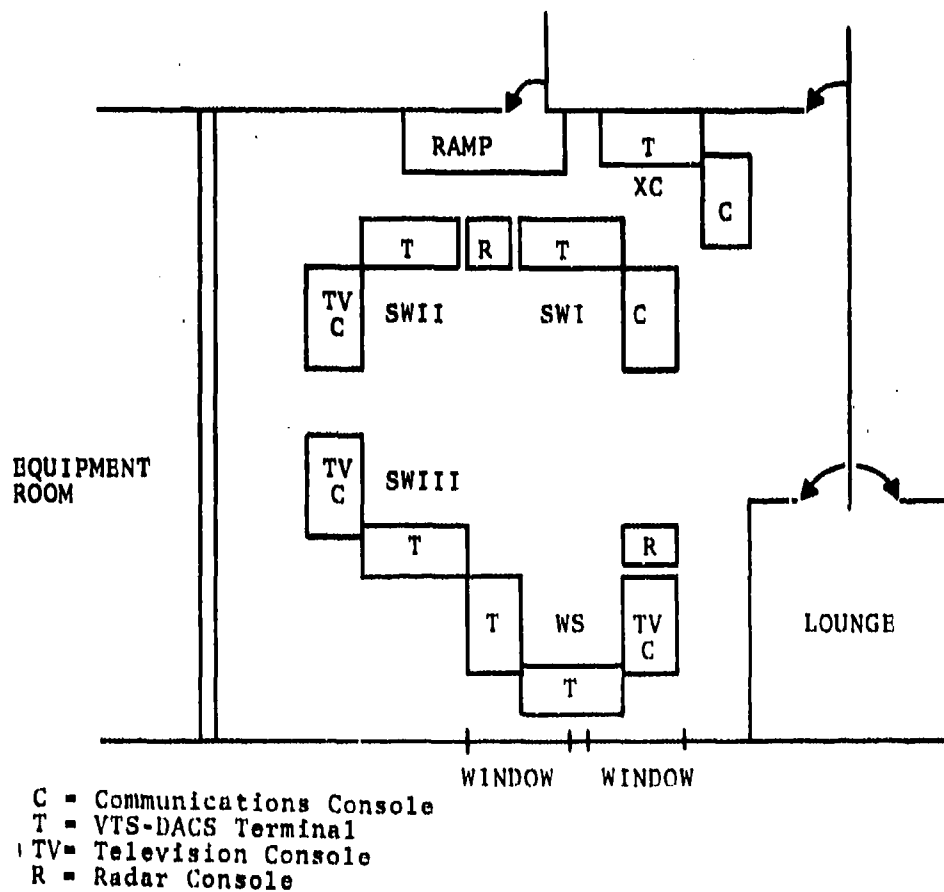 RAMP
T
XC
C
T
R
T
TV
C
SWII
SWI
C
EQUIPMENT
ROOM
TV
C
SWIII
T
R
T
WS
TV
C
T
LOUNGE
WINDOW
WINDOW
C = Communications Console
T = VTS-DACS Terminal
TV= Television Console
R = Radar Console